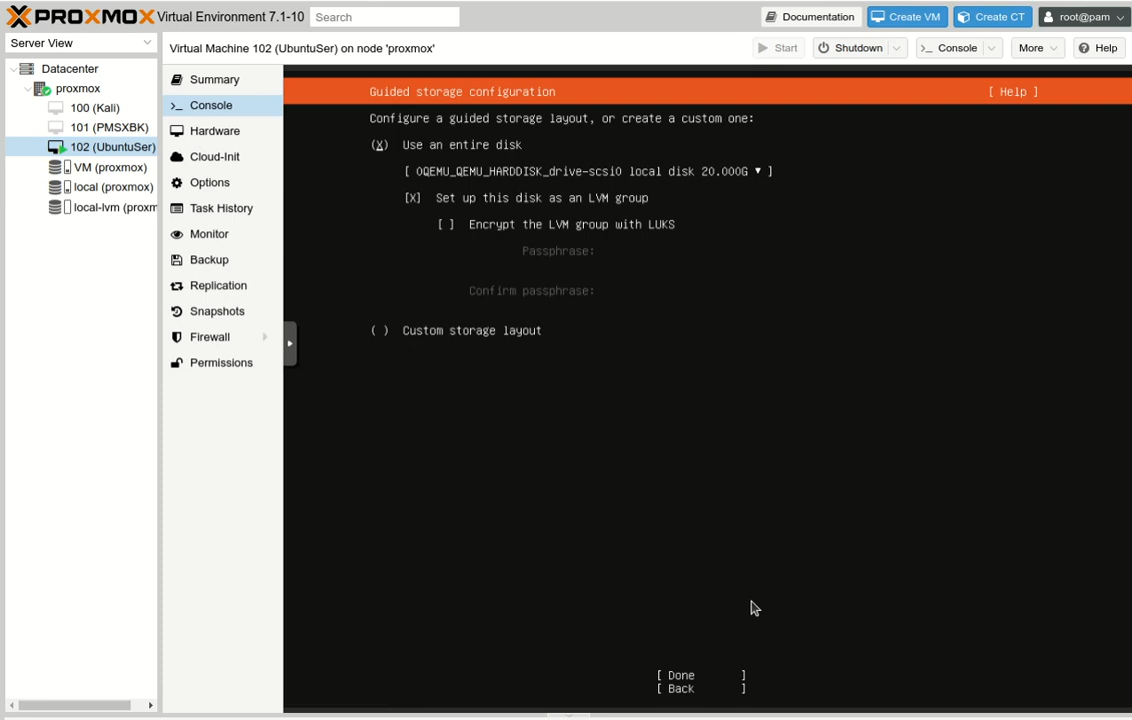 PROXMOX Virtual Environment 7.1-10 Search Documentation Create VM Create CT root@pam
Server View
Virtual Machine 102 (UbuntuSer) on node 'proxmox' Start Shutdown Console More Help
Datacenter
proxmox
100 (Kali)
101 (PMSXBK)
102 (UbuntuSer)
VM (proxmox)
local (proxmox)
local-lvm (proxm
Summary
>_ Console
Hardware
Cloud-Init
Options
Task History
Monitor
Backup
Replication
Snapshots
Firewall
Permissions
Guided storage configuration [ Help ]
Configure a guided storage layout, or create a custom one:
(X) Use an entire disk
[ 0QEMU_QEMU_HARDDISK_drive-scsi0 local disk 20.000G ▼ ]
[X] Set up this disk as an LVM group
[ ] Encrypt the LVM group with LUKS
Passphrase:
Confirm passphrase:
( ) Custom storage layout
[ Done ]
[ Back ]